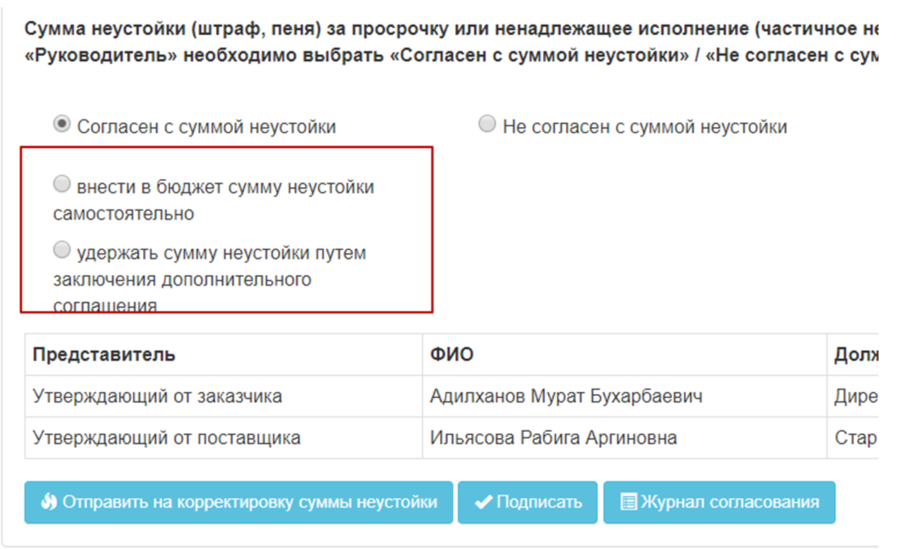 Сумма неустойки (штраф, пеня) за просрочку или ненадлежащее исполнение (частичное не
«Руководитель» необходимо выбрать «Согласен с суммой неустойки» / «Не согласен с сум
Согласен с суммой неустойки Не согласен с суммой неустойки
внести в бюджет сумму неустойки
самостоятельно
удержать сумму неустойки путем
заключения дополнительного
соглашения
Представитель ФИО Долж
Утверждающий от заказчика Адилханов Мурат Бухарбаевич Дире
Утверждающий от поставщика Ильясова Рабига Аргиновна Стар
Отправить на корректировку суммы неустойки Подписать Журнал согласования